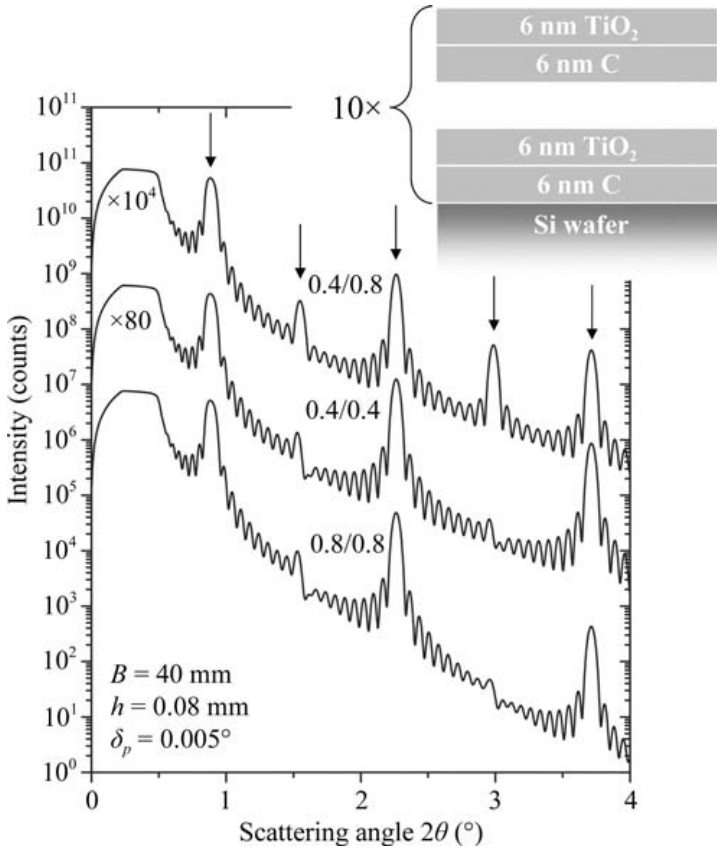 6 nm TiO₂
6 nm C
10×
6 nm TiO₂
6 nm C
Si wafer
10¹¹
10¹¹
10¹⁰
10⁹
10⁸
10⁷
10⁶
10⁵
10⁴
10³
10²
10¹
10⁰
Intensity (counts)
×10⁴
0.4/0.8
×80
0.4/0.4
0.8/0.8
B = 40 mm
h = 0.08 mm
δₚ = 0.005°
0 1 2 3 4
Scattering angle 2θ (°)